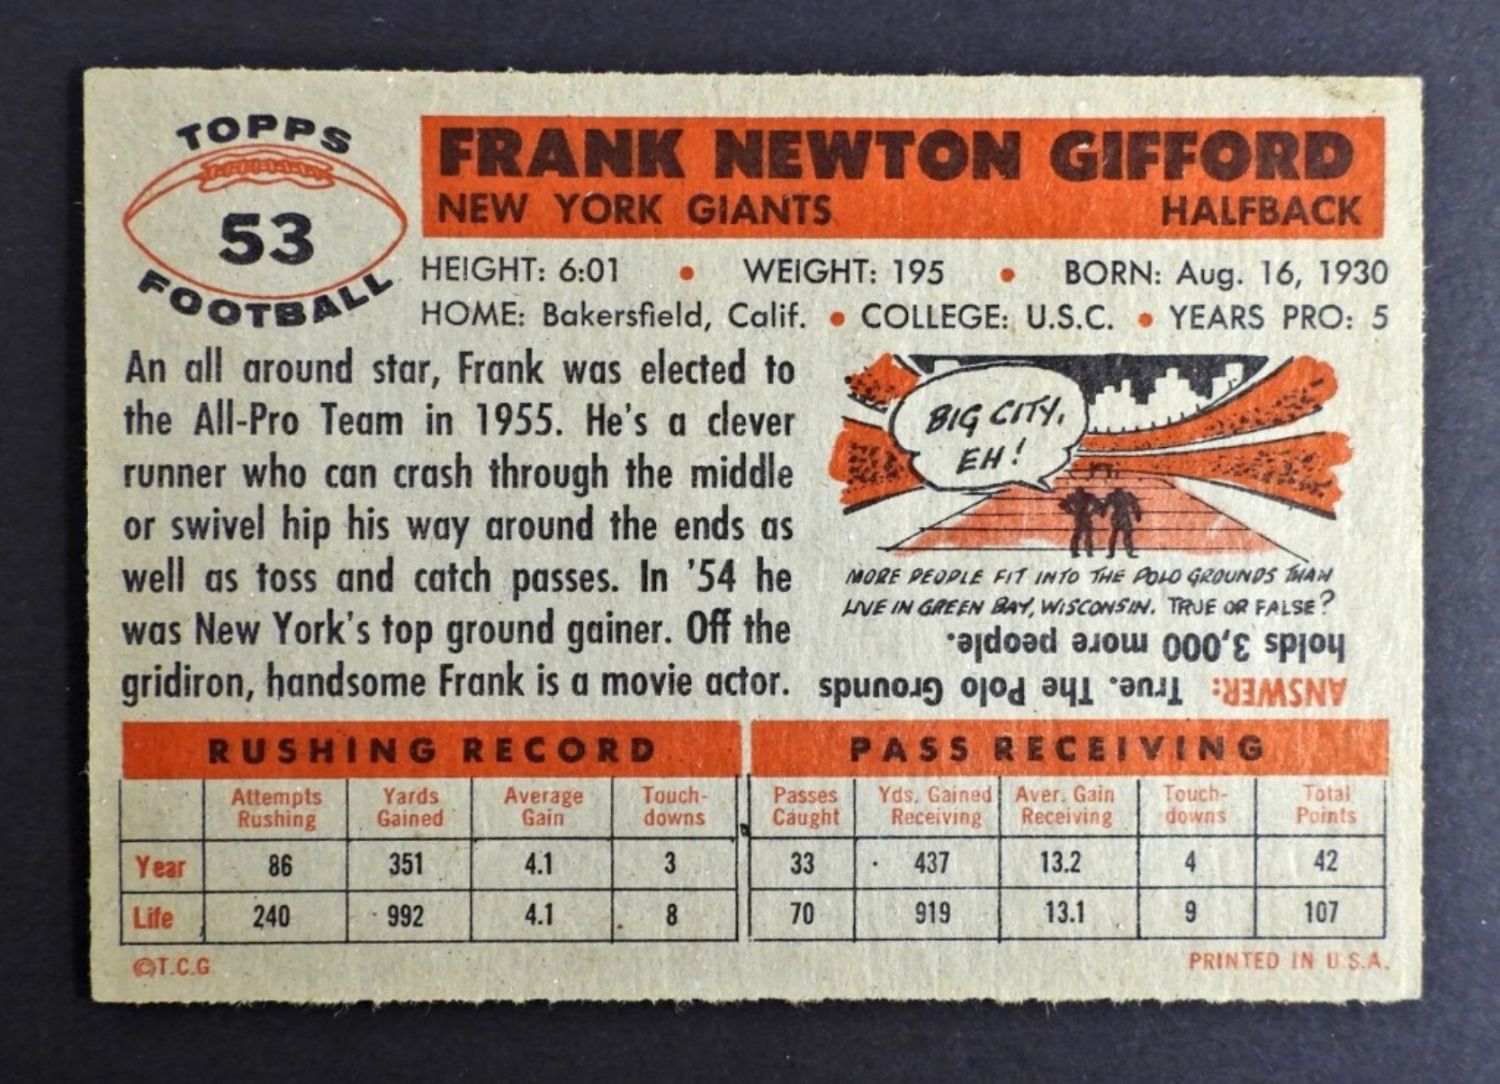 TOPPS
53
FOOTBALL
FRANK NEWTON GIFFORD
NEW YORK GIANTS HALFBACK
HEIGHT: 6:01 • WEIGHT: 195 • BORN: Aug. 16, 1930
HOME: Bakersfield, Calif. • COLLEGE: U.S.C. • YEARS PRO: 5
An all around star, Frank was elected to
the All-Pro Team in 1955. He's a clever
runner who can crash through the middle
or swivel hip his way around the ends as
well as toss and catch passes. In '54 he
was New York's top ground gainer. Off the
gridiron, handsome Frank is a movie actor.
BIG CITY,
EH!
MORE PEOPLE FIT INTO THE POLO GROUNDS THAN
LIVE IN GREEN BAY, WISCONSIN. TRUE OR FALSE?
ANSWER: True. The Polo Grounds
holds 3,000 more people.
RUSHING RECORD PASS RECEIVING
Attempts Yards Average Touch- Passes Yds. Gained Aver. Gain Touch- Total
Rushing Gained Gain downs Caught Receiving Receiving downs Points
Year 86 351 4.1 3 33 437 13.2 4 42
Life 240 992 4.1 8 70 919 13.1 9 107
©T.C.G PRINTED IN U.S.A.